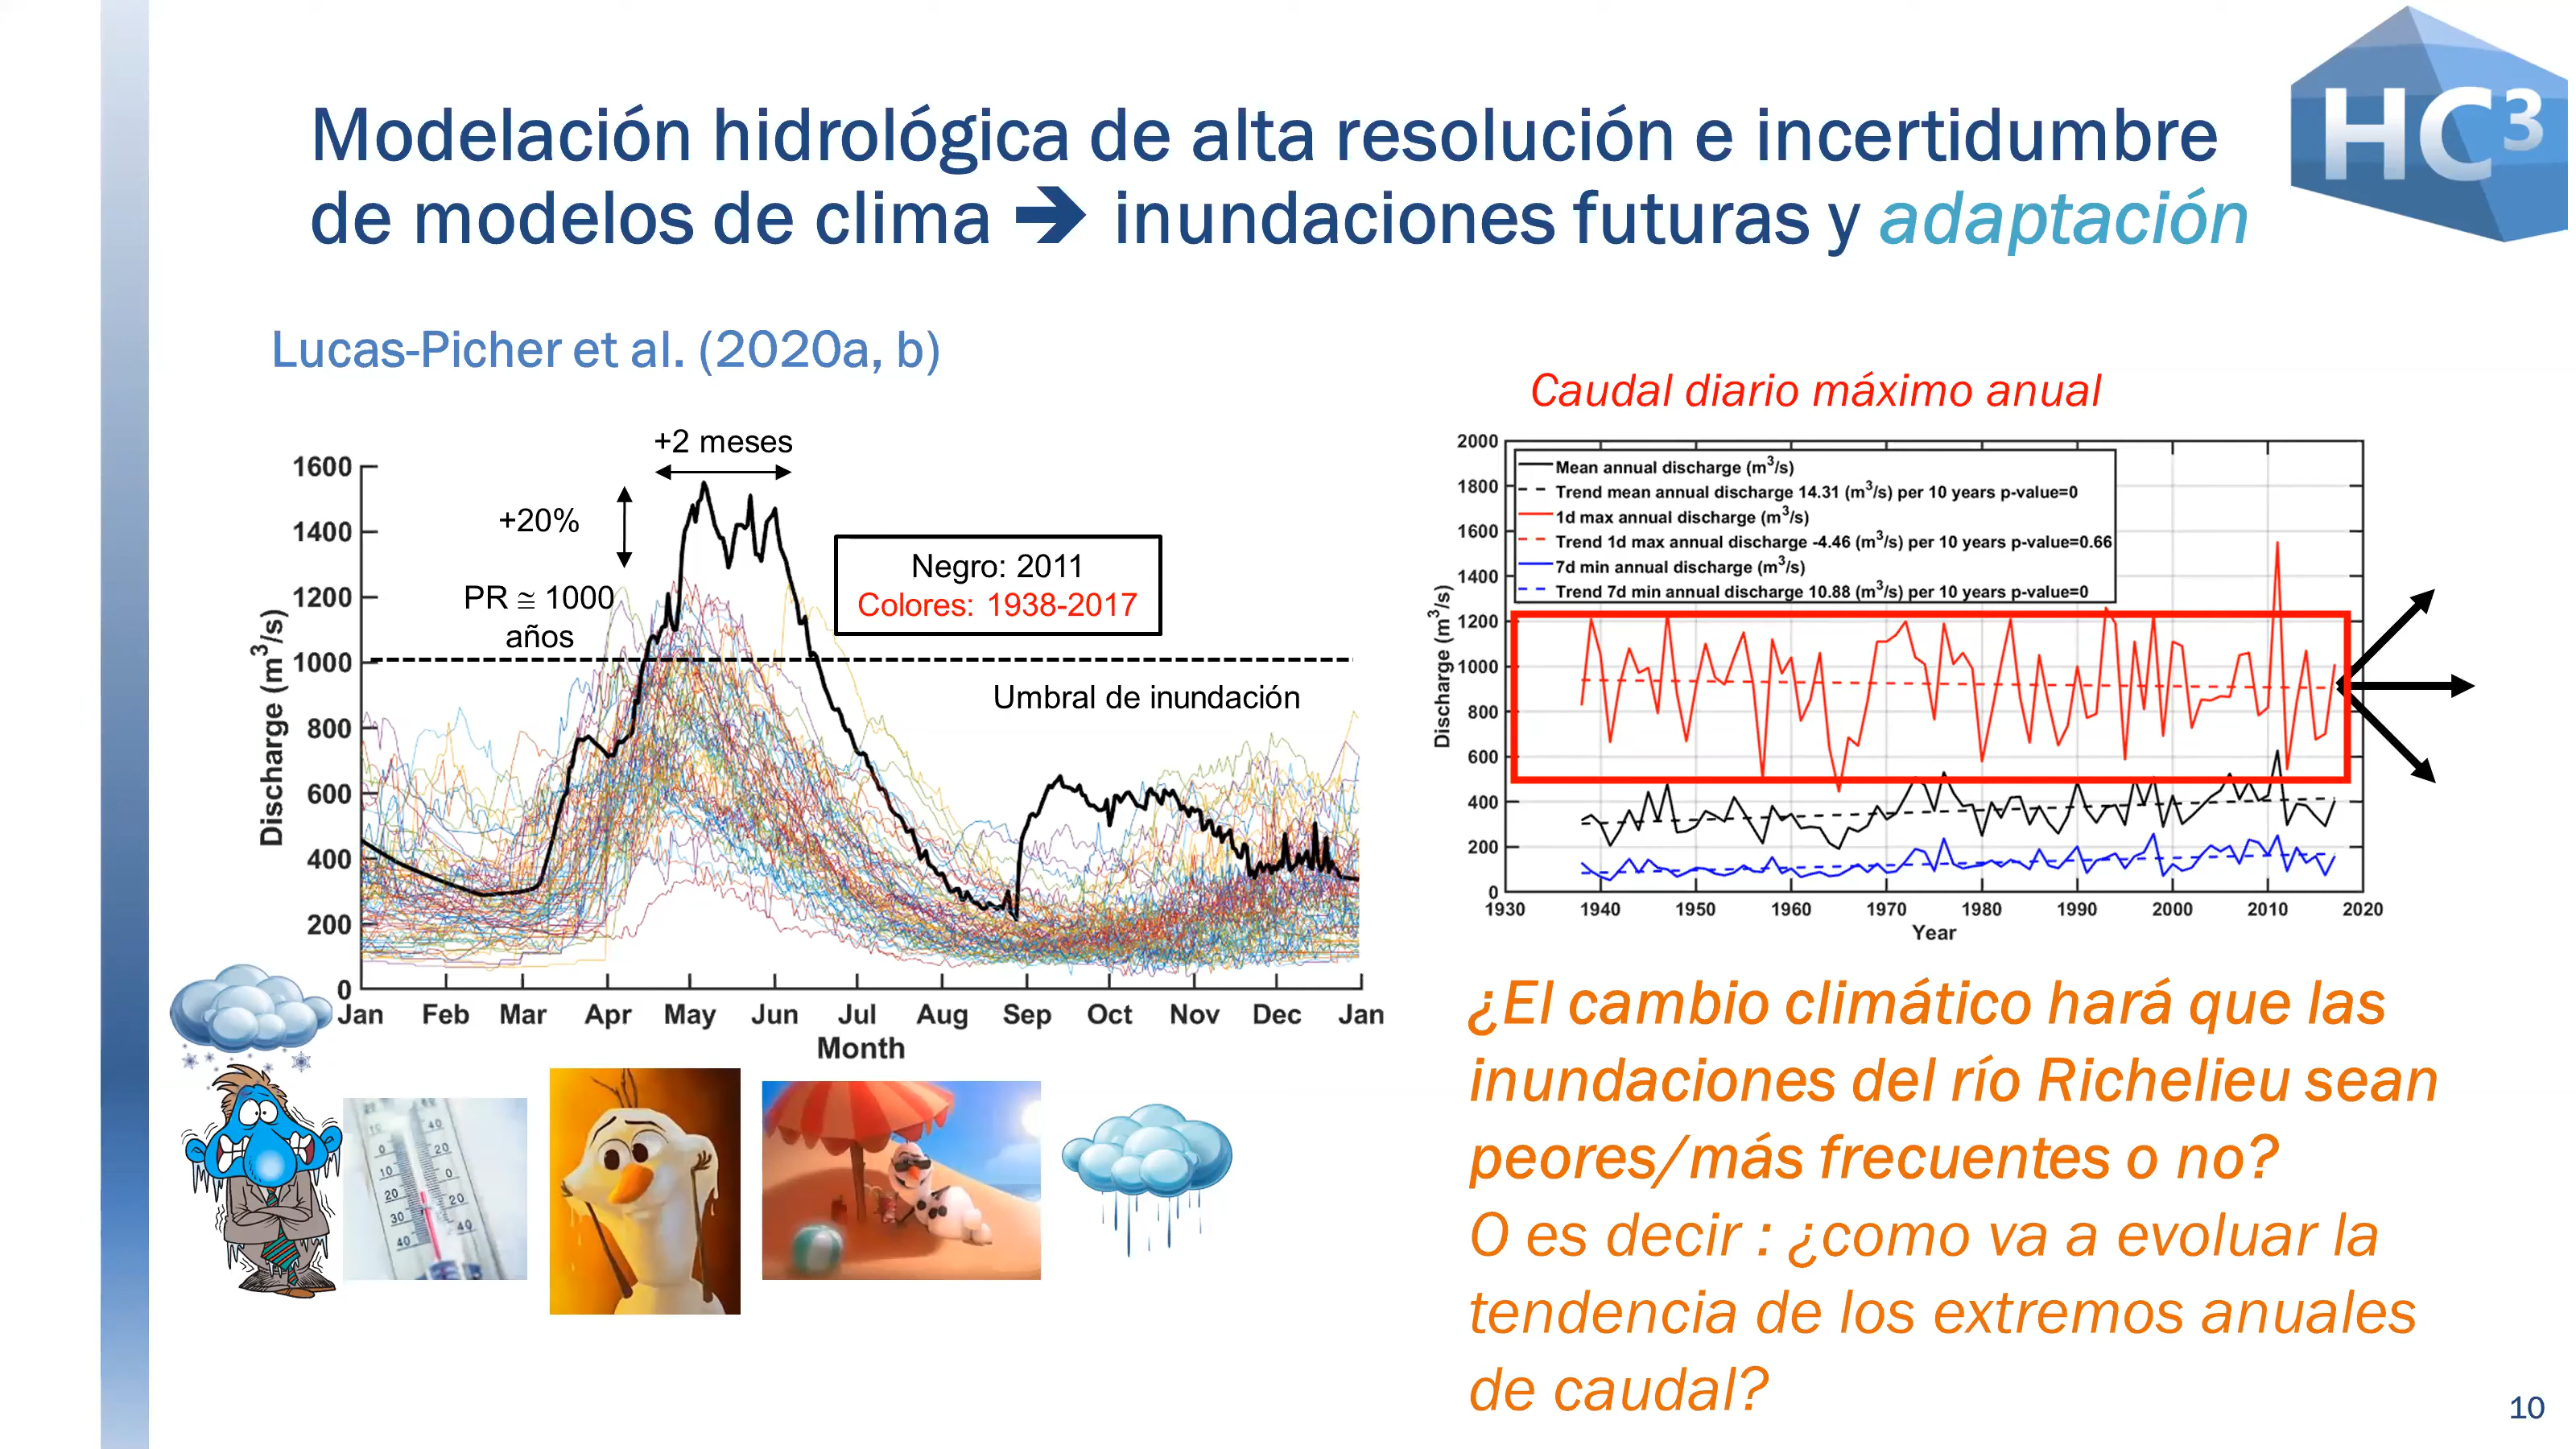 HC³
Modelación hidrológica de alta resolución e incertidumbre
de modelos de clima ➔ inundaciones futuras y adaptación
Lucas-Picher et al. (2020a, b)
+2 meses
+20%
PR ≅ 1000
años
Negro: 2011
Colores: 1938-2017
Umbral de inundación
Discharge (m³/s)
1600
1400
1200
1000
800
600
400
200
0
Jan Feb Mar Apr May Jun Jul Aug Sep Oct Nov Dec Jan
Month
Caudal diario máximo anual
Mean annual discharge (m³/s)
Trend mean annual discharge 14.31 (m³/s) per 10 years p-value=0
1d max annual discharge (m³/s)
Trend 1d max annual discharge -4.46 (m³/s) per 10 years p-value=0.66
7d min annual discharge (m³/s)
Trend 7d min annual discharge 10.88 (m³/s) per 10 years p-value=0
Discharge (m³/s)
2000
1800
1600
1400
1200
1000
800
600
400
200
0
1930 1940 1950 1960 1970 1980 1990 2000 2010 2020
Year
¿El cambio climático hará que las
inundaciones del río Richelieu sean
peores/más frecuentes o no?
O es decir : ¿como va a evoluar la
tendencia de los extremos anuales
de caudal?
10